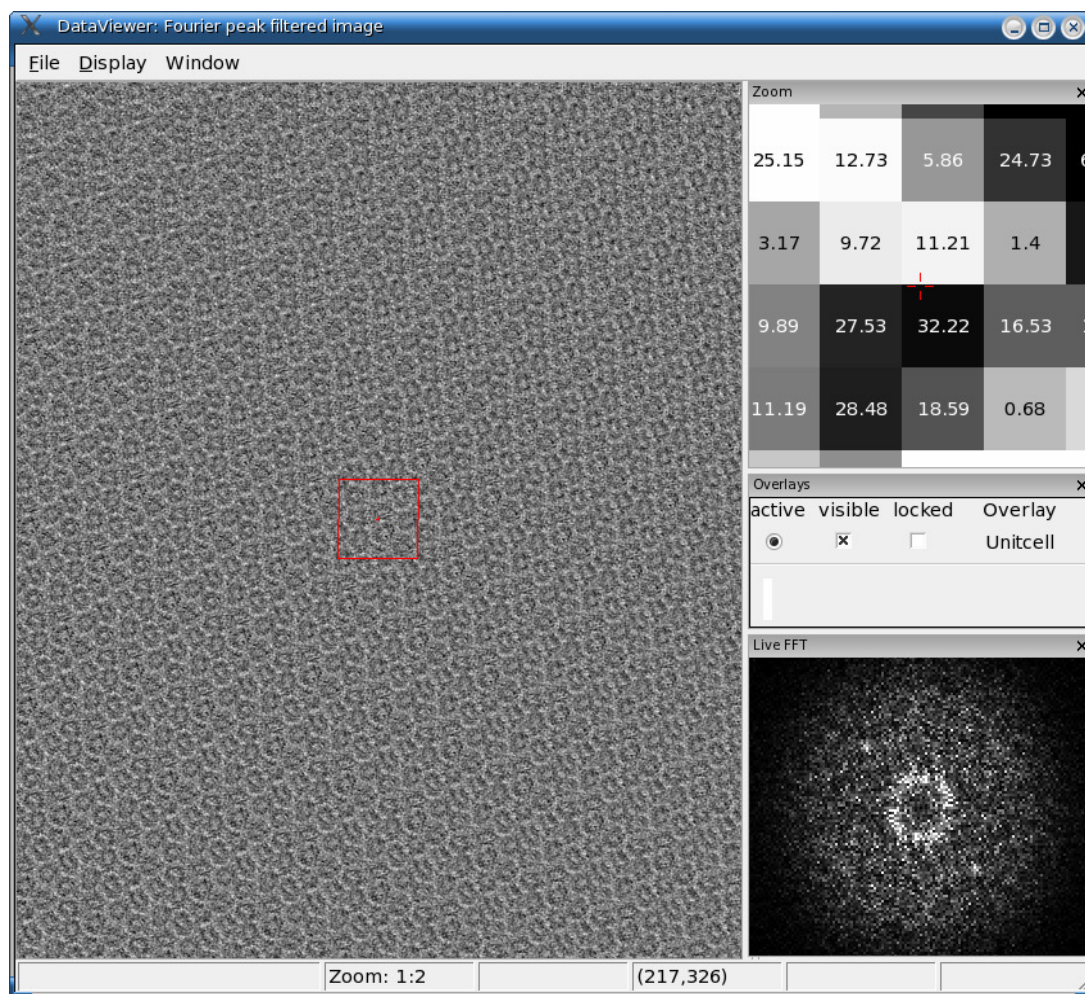 DataViewer: Fourier peak filtered image
File Display Window
Zoom
25.15 12.73 5.86 24.73
3.17 9.72 11.21 1.4
9.89 27.53 32.22 16.53
11.19 28.48 18.59 0.68
Overlays
active visible locked Overlay
Unitcell
Live FFT
Zoom: 1:2 (217,326)